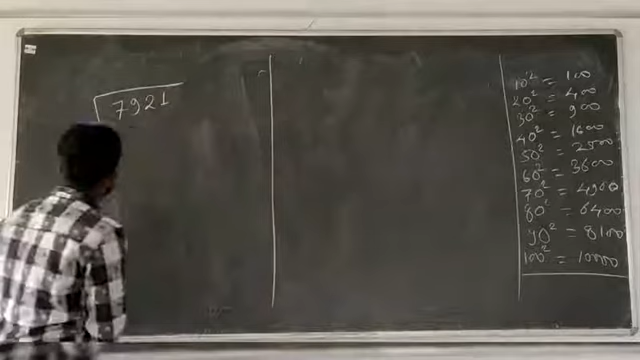 √7921
10² = 100
20² = 400
30² = 900
40² = 1600
50² = 2500
60² = 3600
70² = 4900
80² = 6400
90² = 8100
100² = 10000